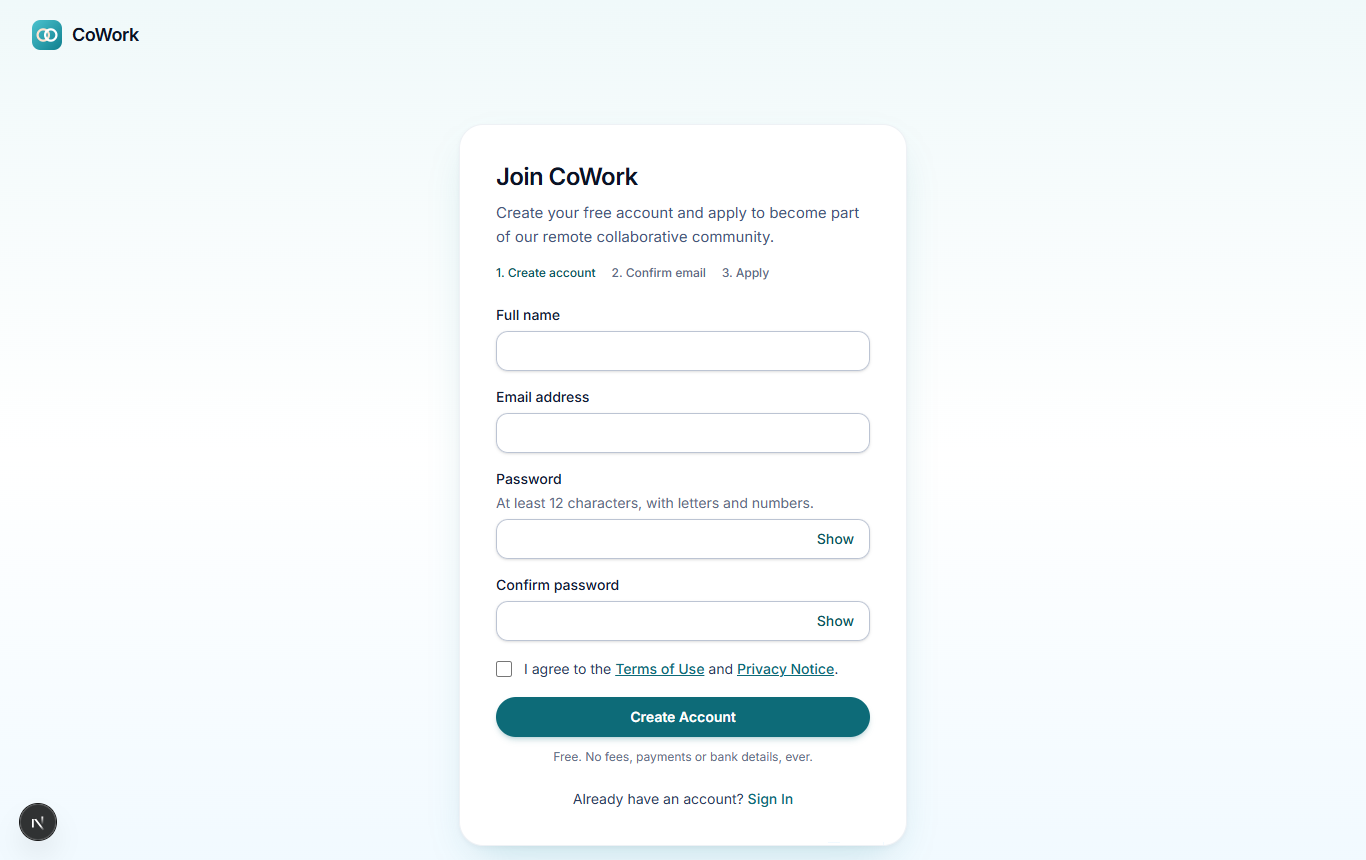 CoWork
Join CoWork
Create your free account and apply to become part
of our remote collaborative community.
1. Create account 2. Confirm email 3. Apply
Full name
Email address
Password
At least 12 characters, with letters and numbers.
Show
Confirm password
Show
I agree to the Terms of Use and Privacy Notice.
Create Account
Free. No fees, payments or bank details, ever.
Already have an account? Sign In
N